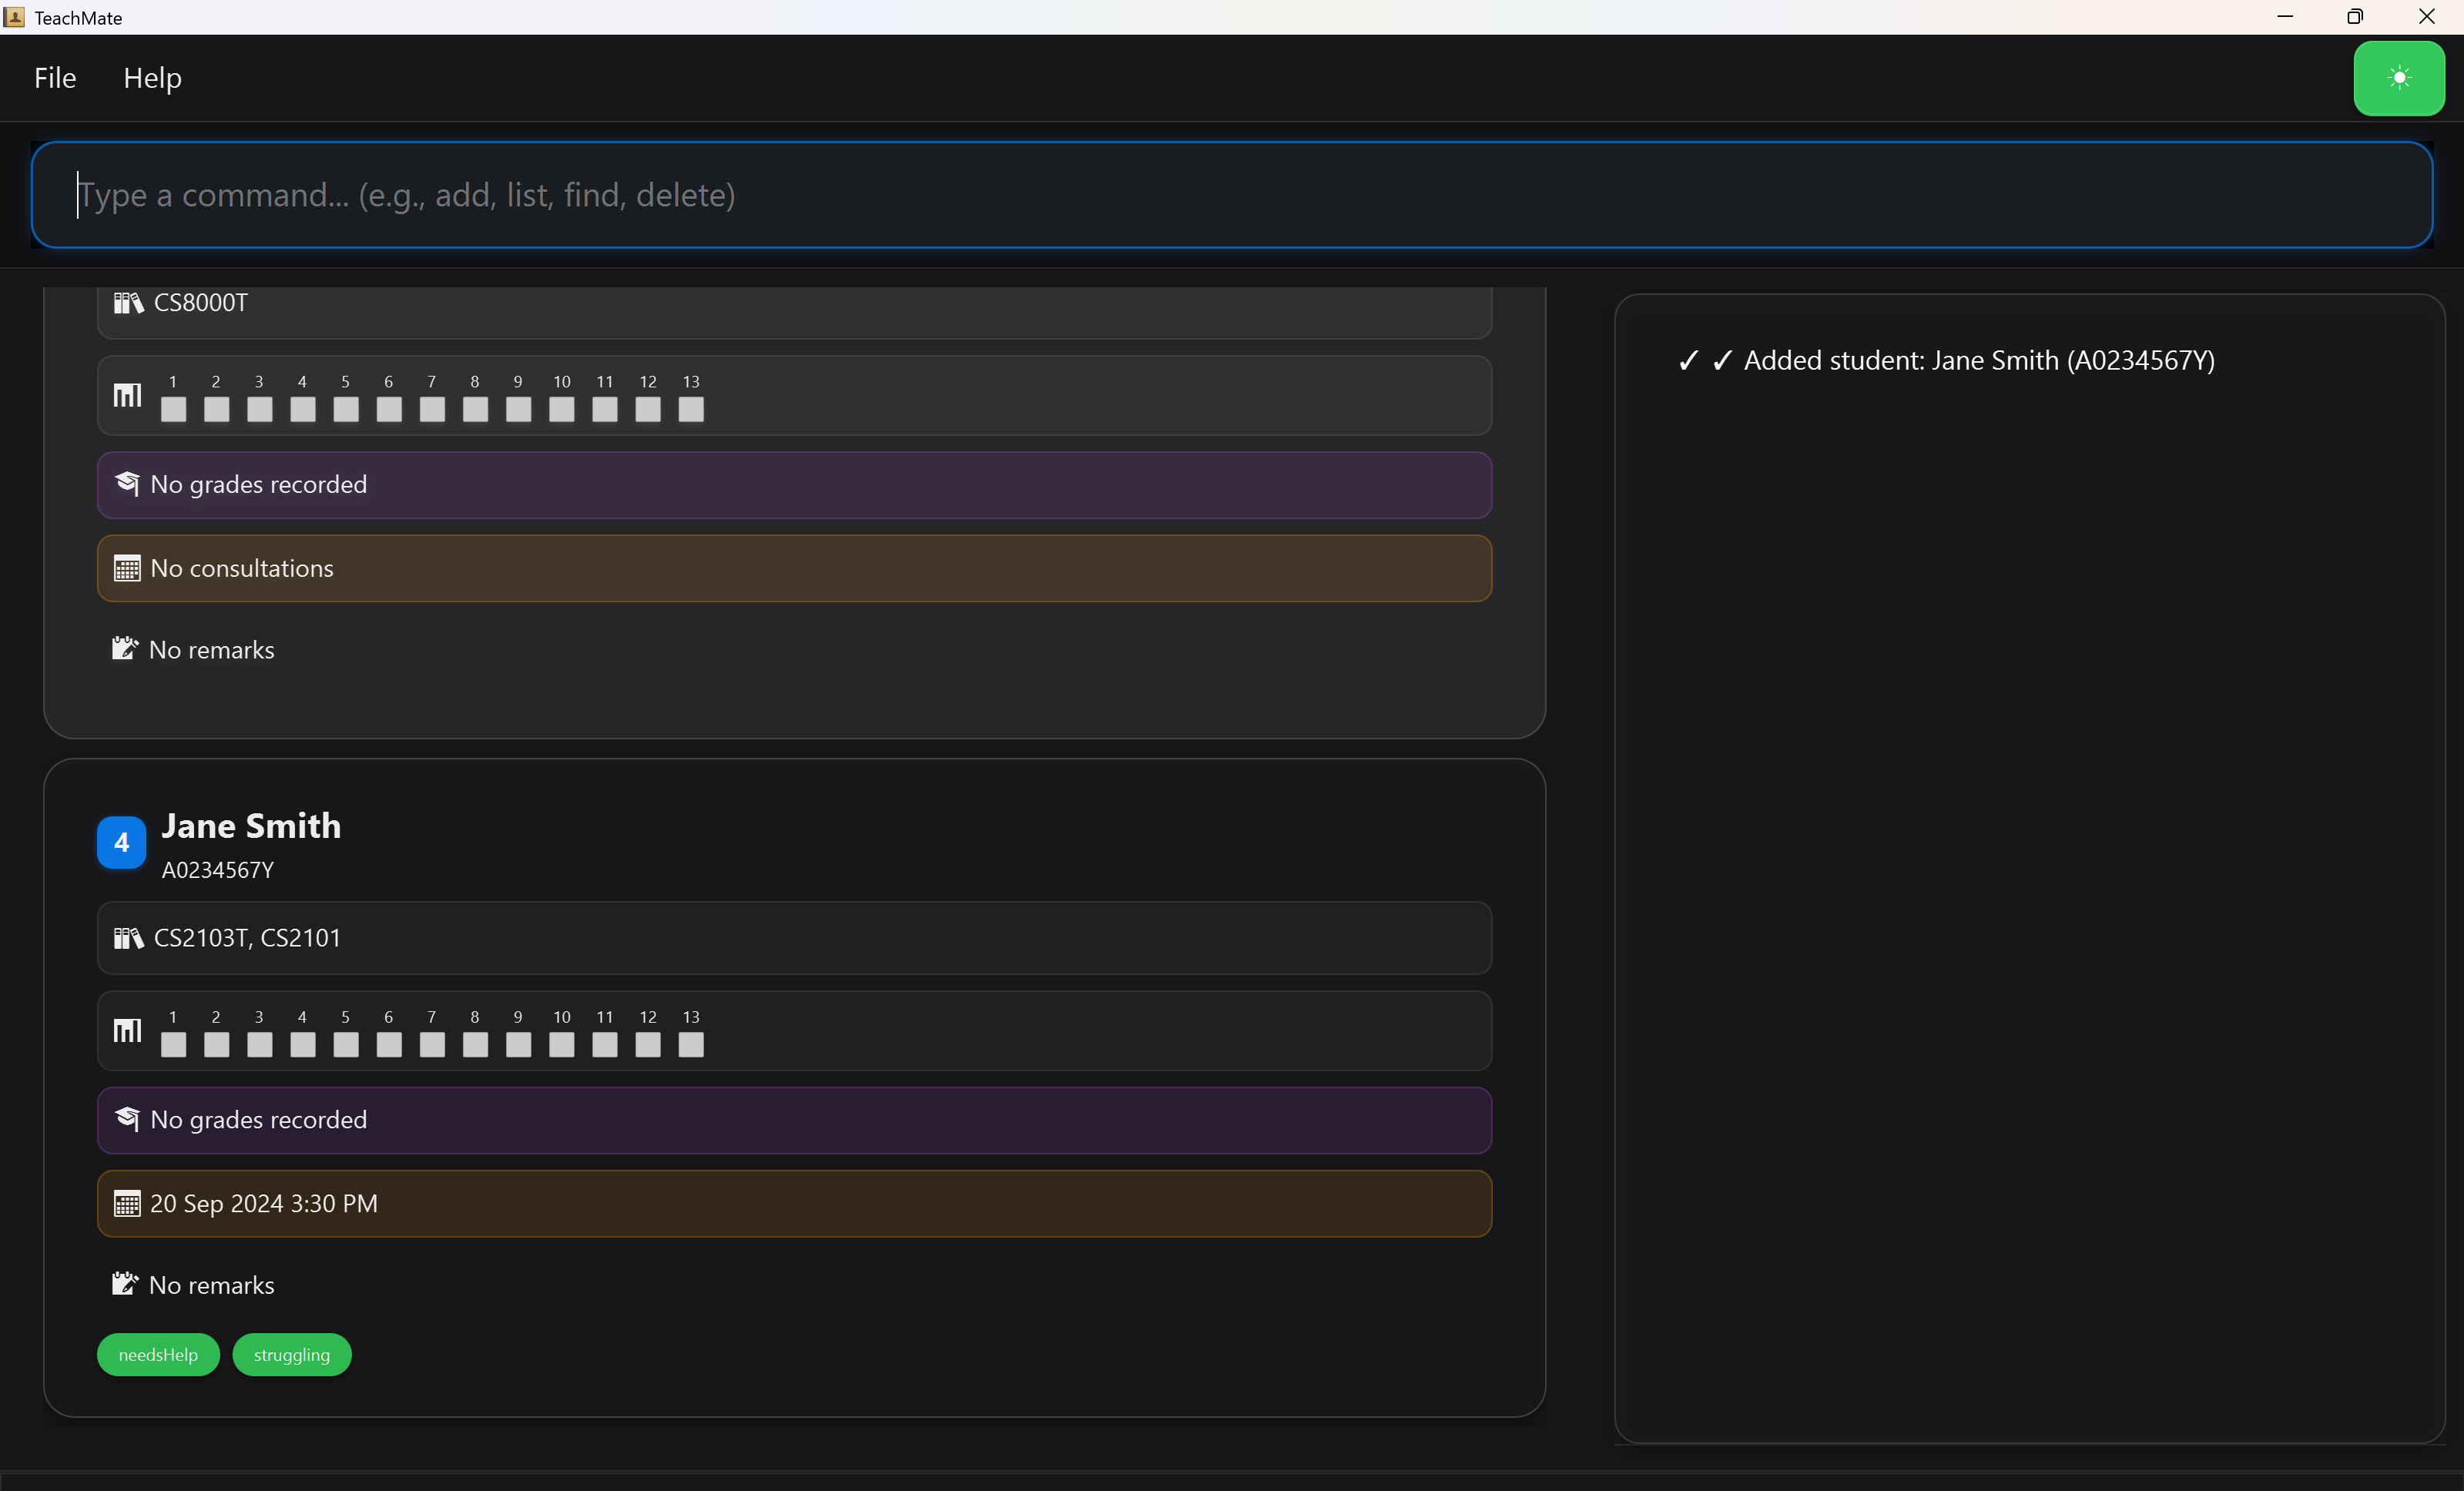 TeachMate
File Help
Type a command... (e.g., add, list, find, delete)
CS8000T
1 2 3 4 5 6 7 8 9 10 11 12 13
No grades recorded
No consultations
No remarks
4 Jane Smith
A0234567Y
CS2103T, CS2101
1 2 3 4 5 6 7 8 9 10 11 12 13
No grades recorded
20 Sep 2024 3:30 PM
No remarks
needsHelp struggling
✓ ✓ Added student: Jane Smith (A0234567Y)